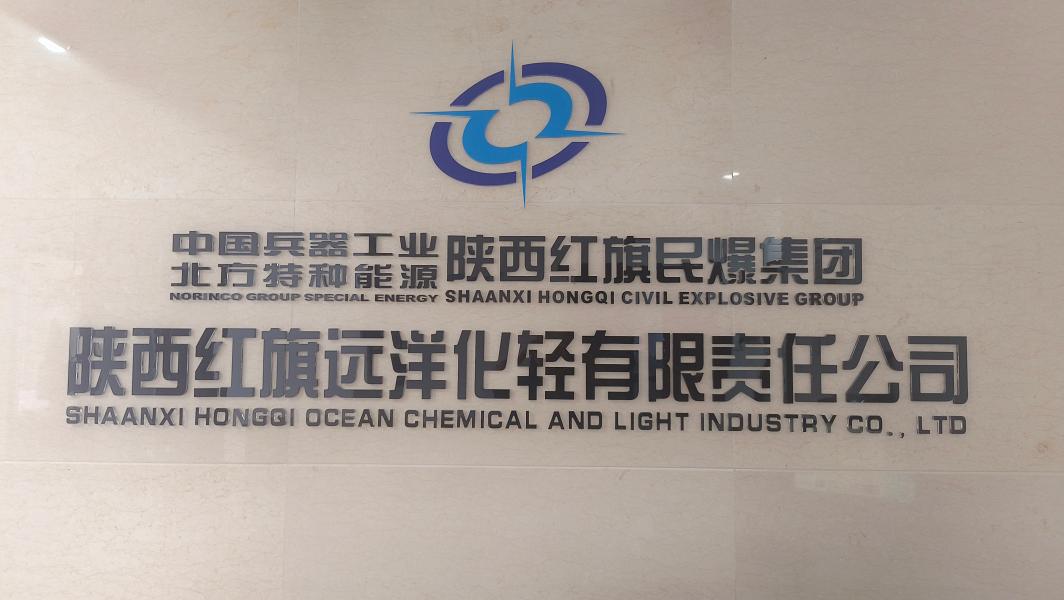 中国兵器工业
北方特种能源
NORINCO GROUP SPECIAL ENERGY
陕西红旗民爆集团
SHAANXI HONGQI CIVIL EXPLOSIVE GROUP
陕西红旗远洋化轻有限责任公司
SHAANXI HONGQI OCEAN CHEMICAL AND LIGHT INDUSTRY CO., LTD